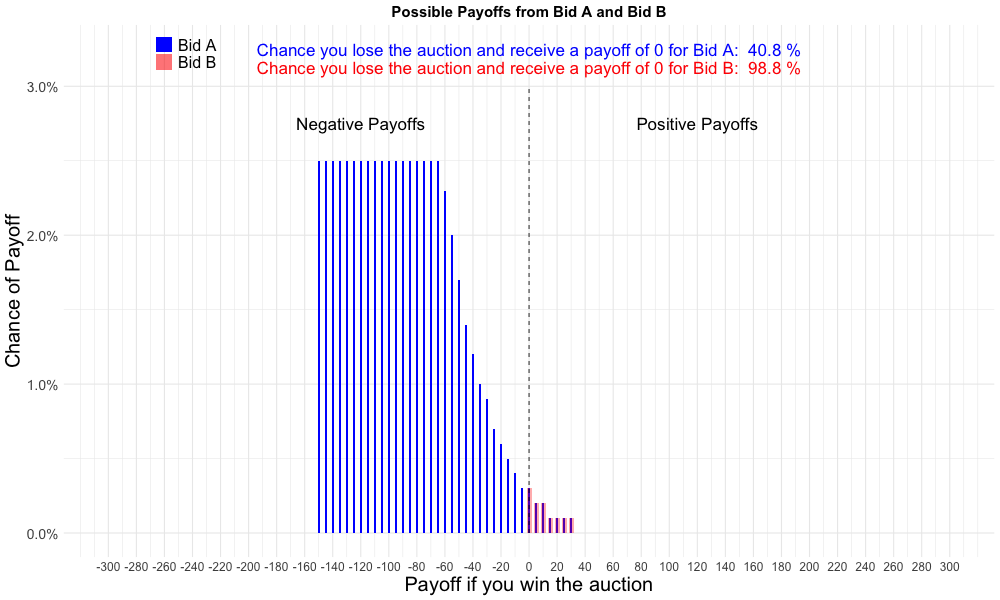 Possible Payoffs from Bid A and Bid B
Bid A
Bid B
Chance you lose the auction and receive a payoff of 0 for Bid A:  40.8 %
Chance you lose the auction and receive a payoff of 0 for Bid B:  98.8 %
Negative Payoffs
Positive Payoffs
Chance of Payoff
3.0%
2.0%
1.0%
0.0%
-300 -280 -260 -240 -220 -200 -180 -160 -140 -120 -100 -80 -60 -40 -20 0 20 40 60 80 100 120 140 160 180 200 220 240 260 280 300
Payoff if you win the auction